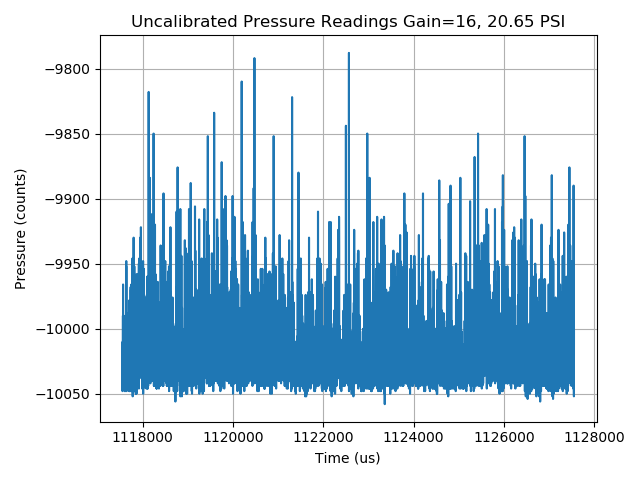 Uncalibrated Pressure Readings Gain=16, 20.65 PSI
Pressure (counts)
−9800
−9850
−9900
−9950
−10000
−10050
1118000 1120000 1122000 1124000 1126000 1128000
Time (us)